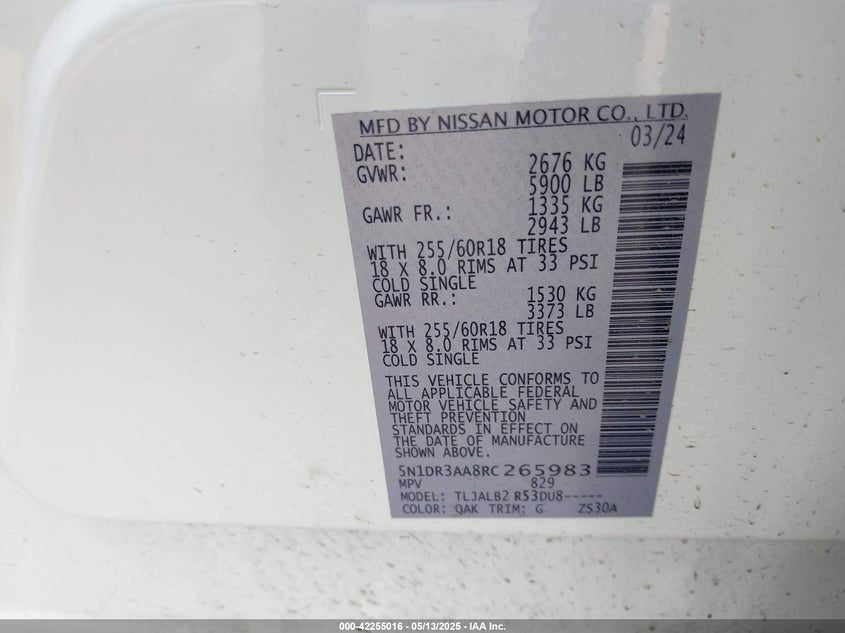 MFD BY NISSAN MOTOR CO., LTD.
DATE: 03/24
GVWR: 2676 KG
5900 LB
GAWR FR.: 1335 KG
2943 LB
WITH 255/60R18 TIRES
18 X 8.0 RIMS AT 33 PSI
COLD SINGLE
GAWR RR.: 1530 KG
3373 LB
WITH 255/60R18 TIRES
18 X 8.0 RIMS AT 33 PSI
COLD SINGLE
THIS VEHICLE CONFORMS TO
ALL APPLICABLE FEDERAL
MOTOR VEHICLE SAFETY AND
THEFT PREVENTION
STANDARDS IN EFFECT ON
THE DATE OF MANUFACTURE
SHOWN ABOVE.
5N1DR3AA8RC265983
MPV 829
MODEL: TLJALB2 R53DU8-----
COLOR: QAK TRIM: G ZS30A
000-42255016 - 05/13/2025 - IAA Inc.